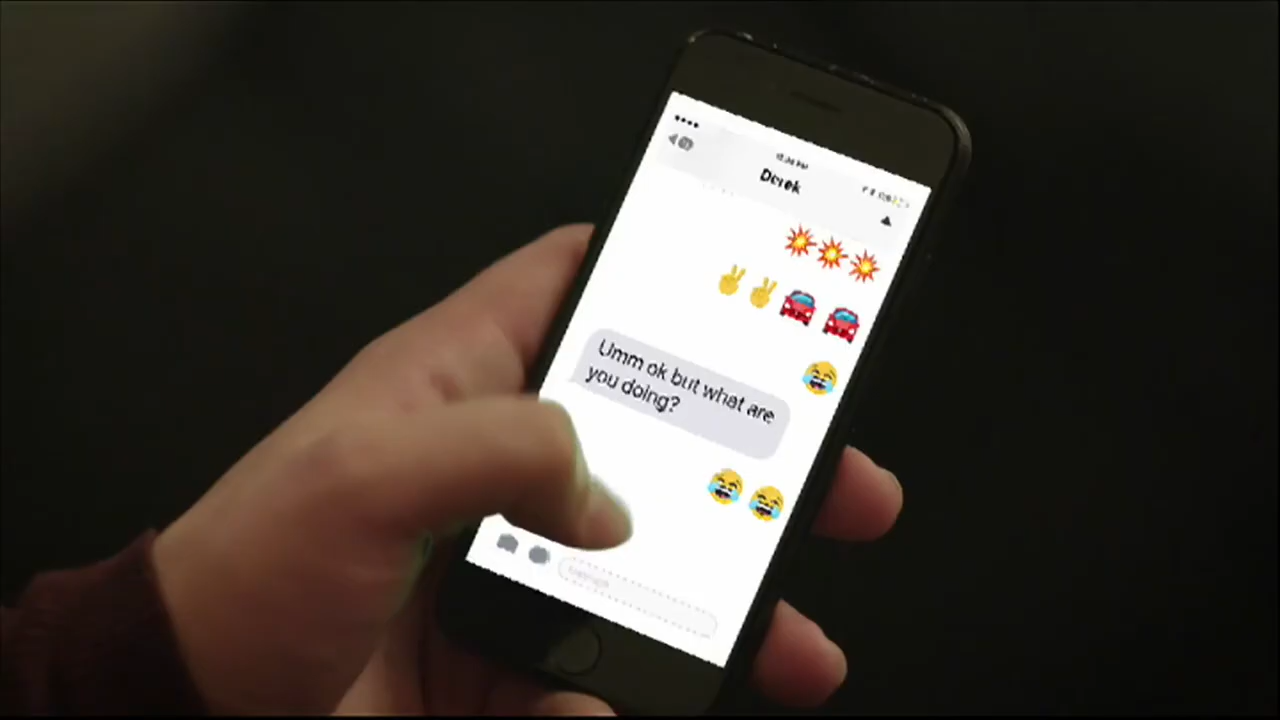 Derek
💥💥💥
✌️✌️🚗🚗
😂
Umm ok but what are
you doing?
😂😂